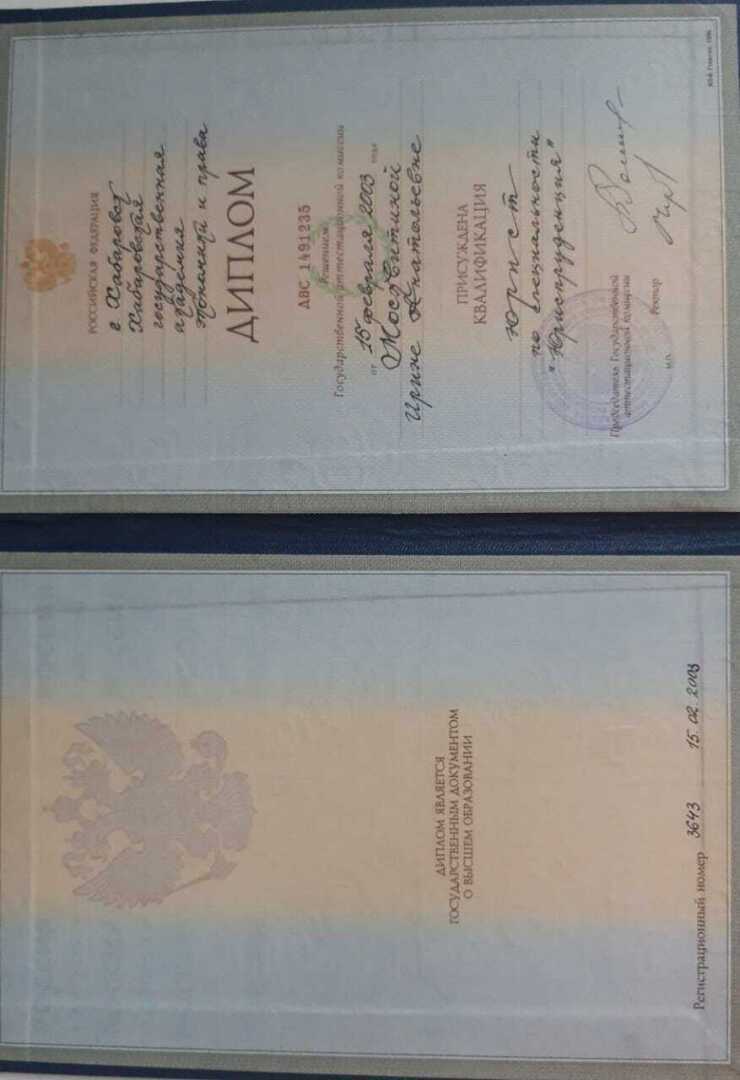 ДИПЛОМ ЯВЛЯЕТСЯ
ГОСУДАРСТВЕННЫМ ДОКУМЕНТОМ
О ВЫСШЕМ ОБРАЗОВАНИИ
Регистрационный номер 3643 15.02.2003
РОССИЙСКАЯ ФЕДЕРАЦИЯ
г. Хабаровск
Хабаровская
государственная
академия
экономики и права
ДИПЛОМ
АВС 1491235
Решением
Государственной аттестационной комиссии
от 15 февраля 2003 года
Ирине Анатольевне
ПРИСУЖДЕНА
КВАЛИФИКАЦИЯ
юрист
по специальности
"Юриспруденция"
Председатель Государственной
аттестационной комиссии
Ректор
М.П.